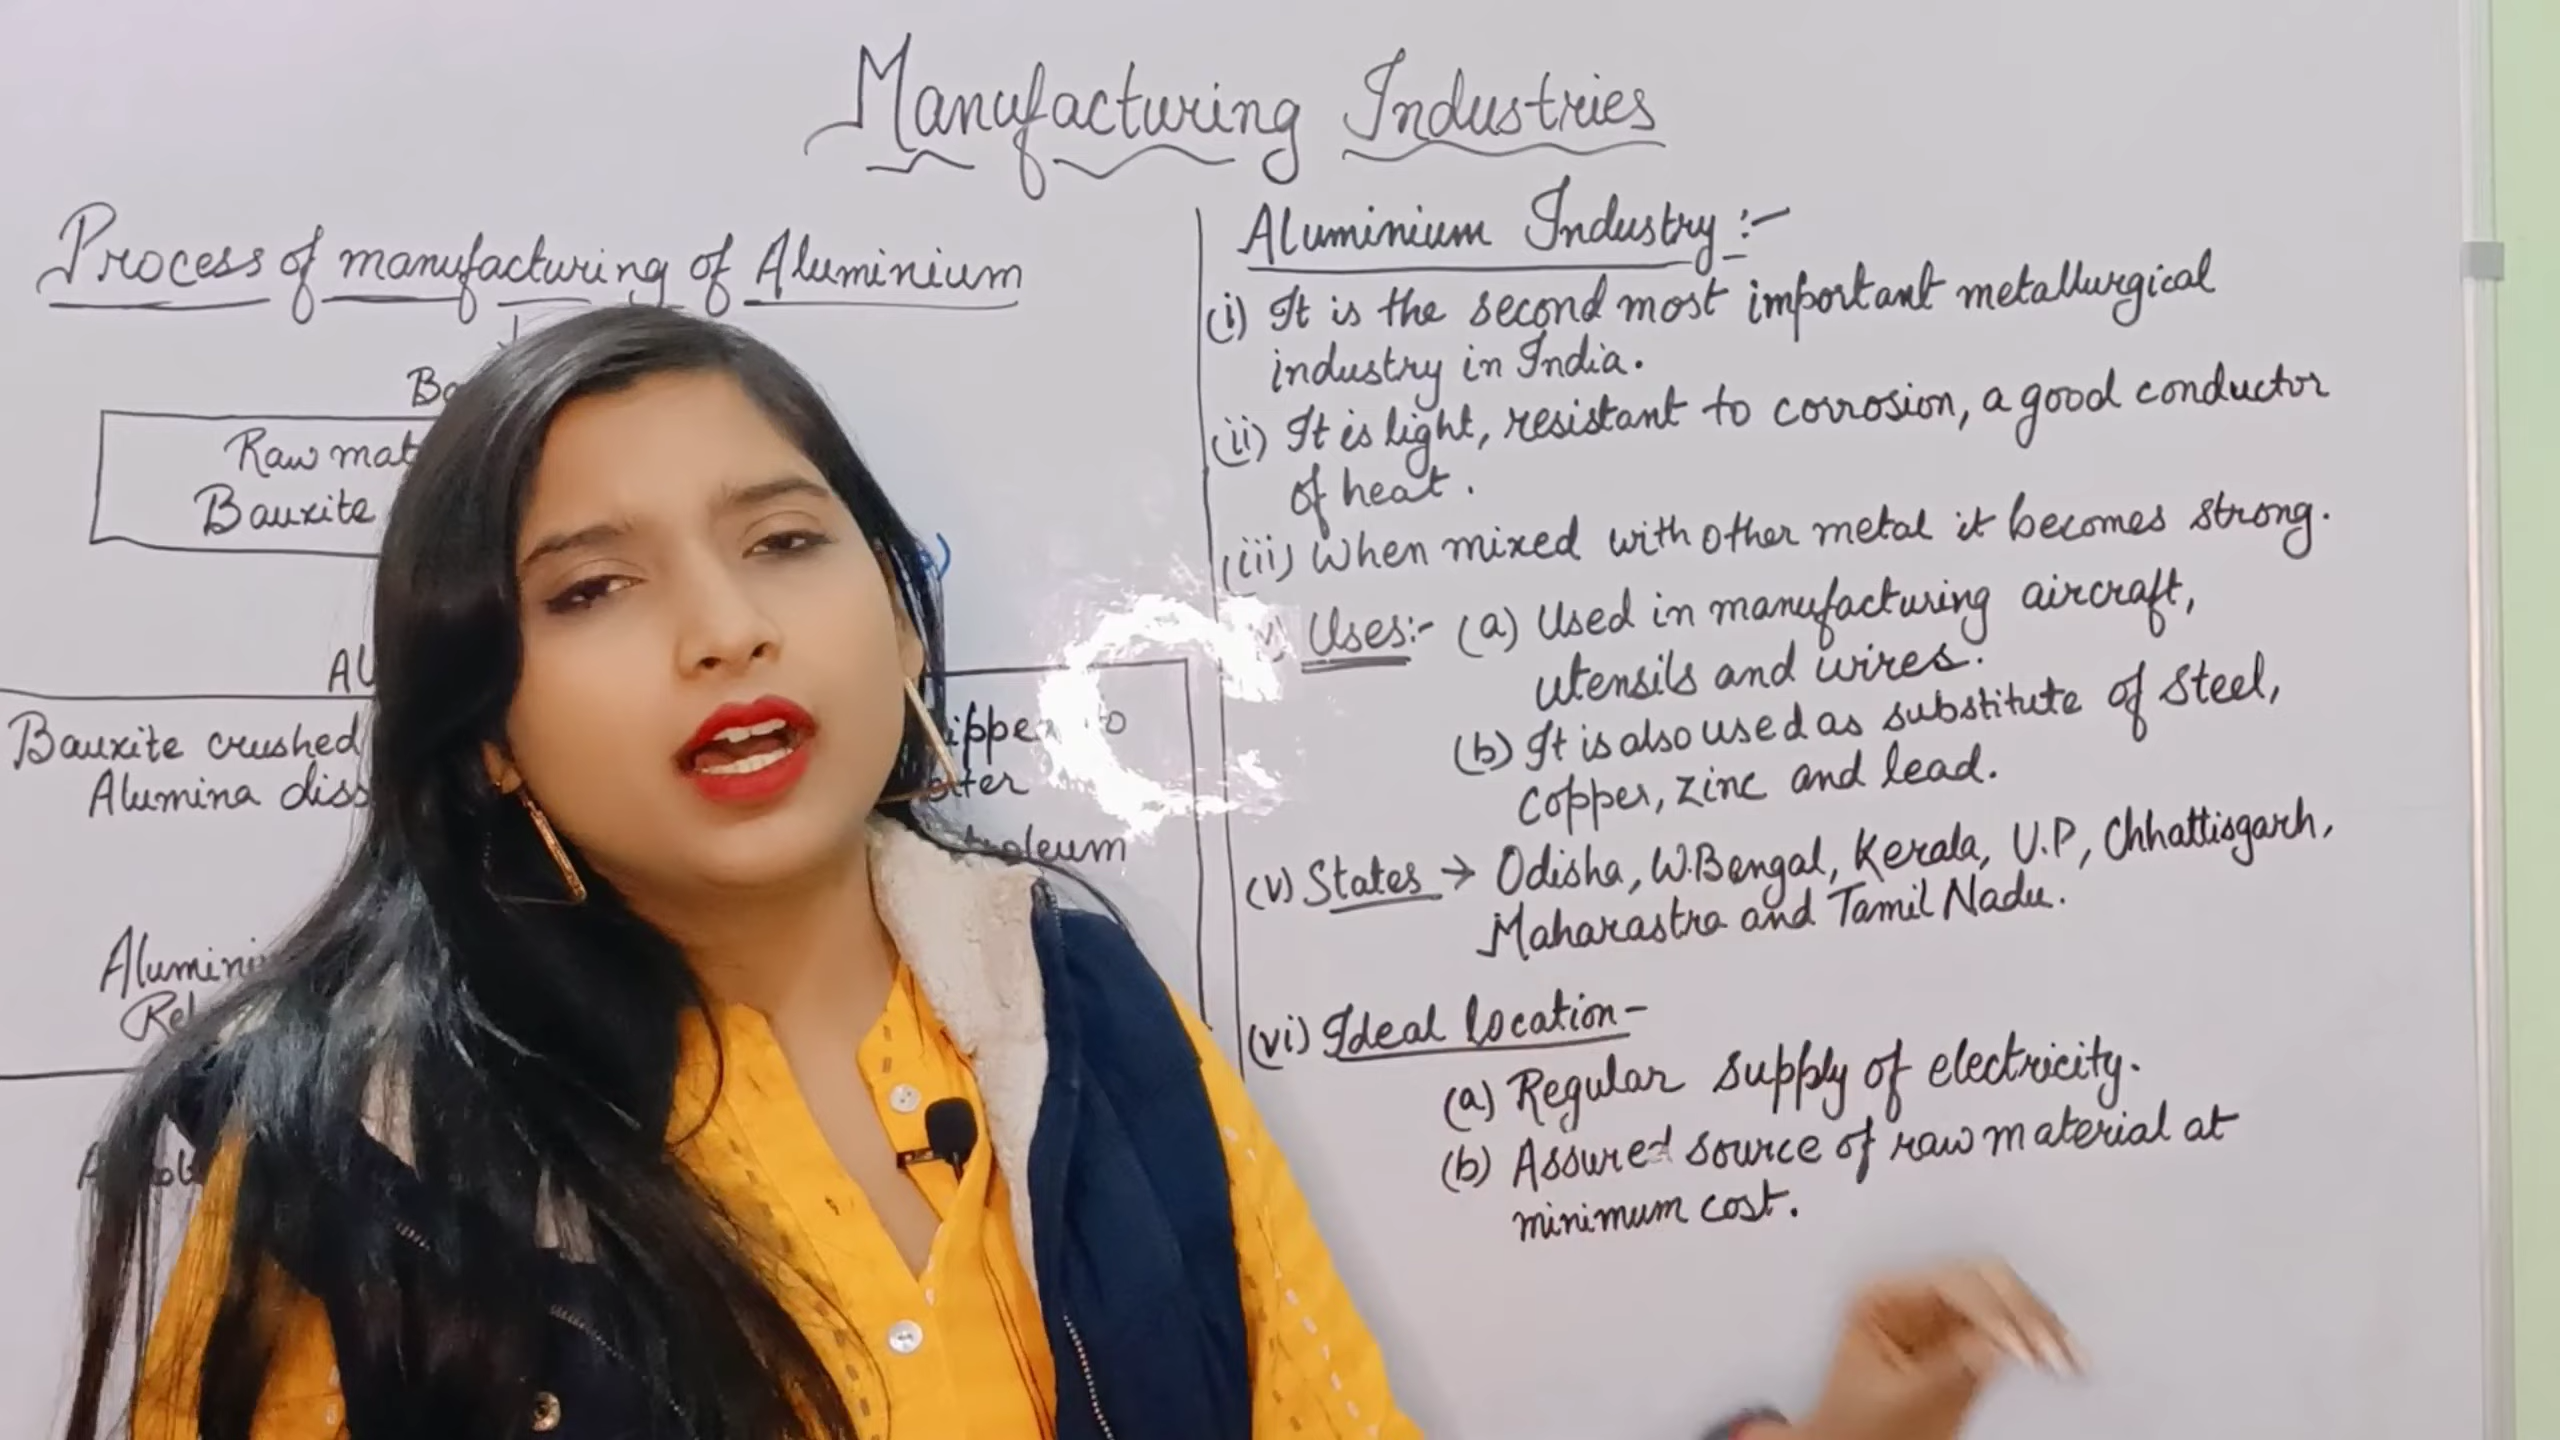 Manufacturing Industries
Process of manufacturing of Aluminium
Raw
Bauxite
Bauxite crushed
Alumina
Aluminium Industry :-
(i) It is the second most important metallurgical
industry in India.
(ii) It is light, resistant to corrosion, a good conductor
of heat.
(iii) When mixed with other metal it becomes strong.
Uses:- (a) Used in manufacturing aircraft,
utensils and wires.
(b) It is also used as substitute of steel,
copper, zinc and lead.
(v) States → Odisha, W.Bengal, Kerala, U.P, Chhattisgarh,
Maharastra and Tamil Nadu.
(vi) Ideal location-
(a) Regular supply of electricity.
(b) Assured source of raw material at
minimum cost.